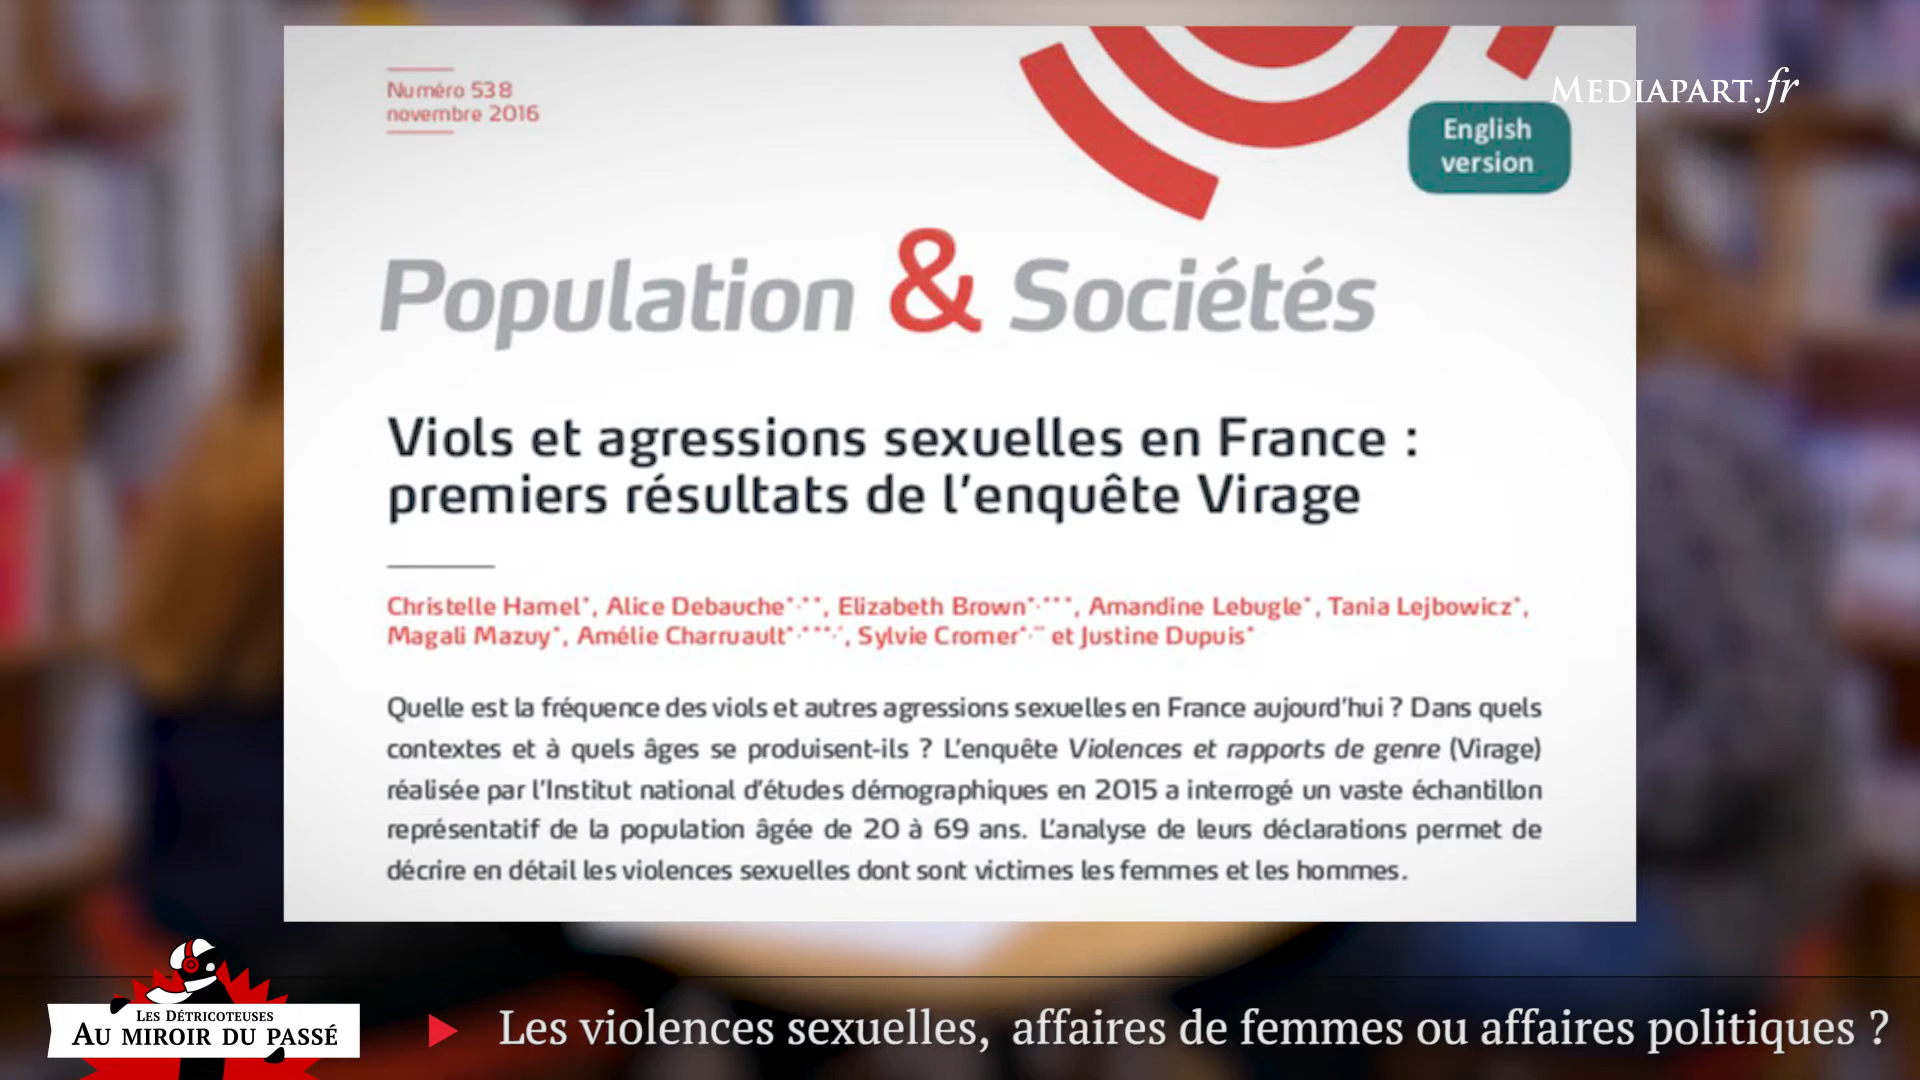 Numéro 538
novembre 2016
MEDIAPART.fr
English
version
Population & Sociétés
Viols et agressions sexuelles en France :
premiers résultats de l'enquête Virage
Christelle Hamel*, Alice Debauche*,**, Elizabeth Brown*,***, Amandine Lebugle*, Tania Lejbowicz*,
Magali Mazuy*, Amélie Charruault*,****,*, Sylvie Cromer*,** et Justine Dupuis*
Quelle est la fréquence des viols et autres agressions sexuelles en France aujourd'hui ? Dans quels
contextes et à quels âges se produisent-ils ? L'enquête Violences et rapports de genre (Virage)
réalisée par l'Institut national d'études démographiques en 2015 a interrogé un vaste échantillon
représentatif de la population âgée de 20 à 69 ans. L'analyse de leurs déclarations permet de
décrire en détail les violences sexuelles dont sont victimes les femmes et les hommes.
LES DÉTRICOTEUSES
AU MIROIR DU PASSÉ
Les violences sexuelles, affaires de femmes ou affaires politiques ?